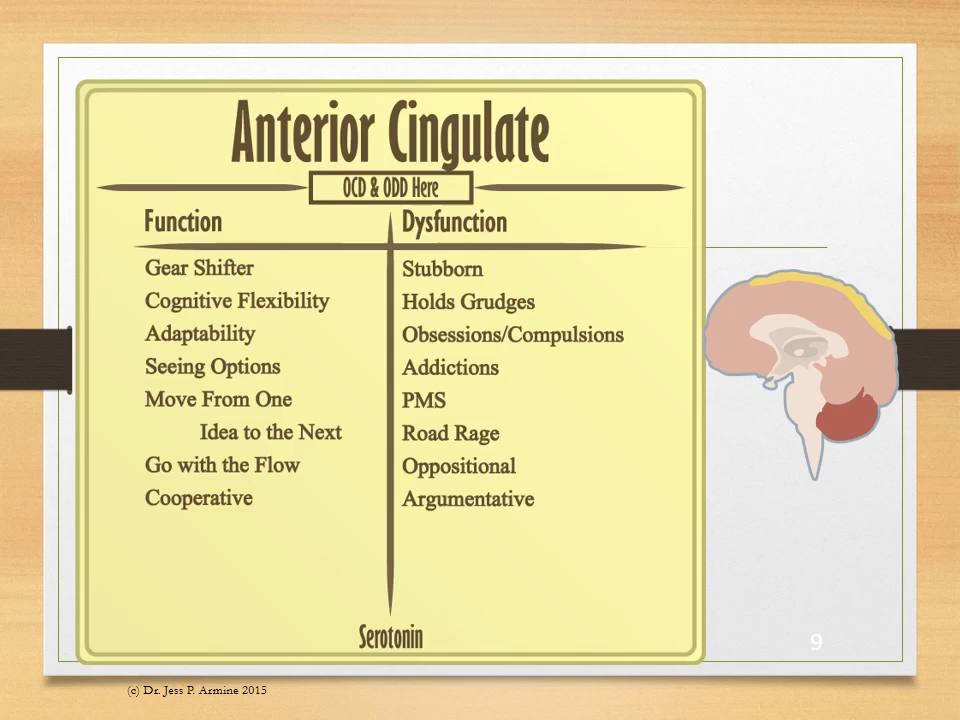 Anterior Cingulate
OCD & ODD Here
Function
Gear Shifter
Cognitive Flexibility
Adaptability
Seeing Options
Move From One
Idea to the Next
Go with the Flow
Cooperative
Dysfunction
Stubborn
Holds Grudges
Obsessions/Compulsions
Addictions
PMS
Road Rage
Oppositional
Argumentative
Serotonin
9
(c) Dr. Jess P. Armine 2015